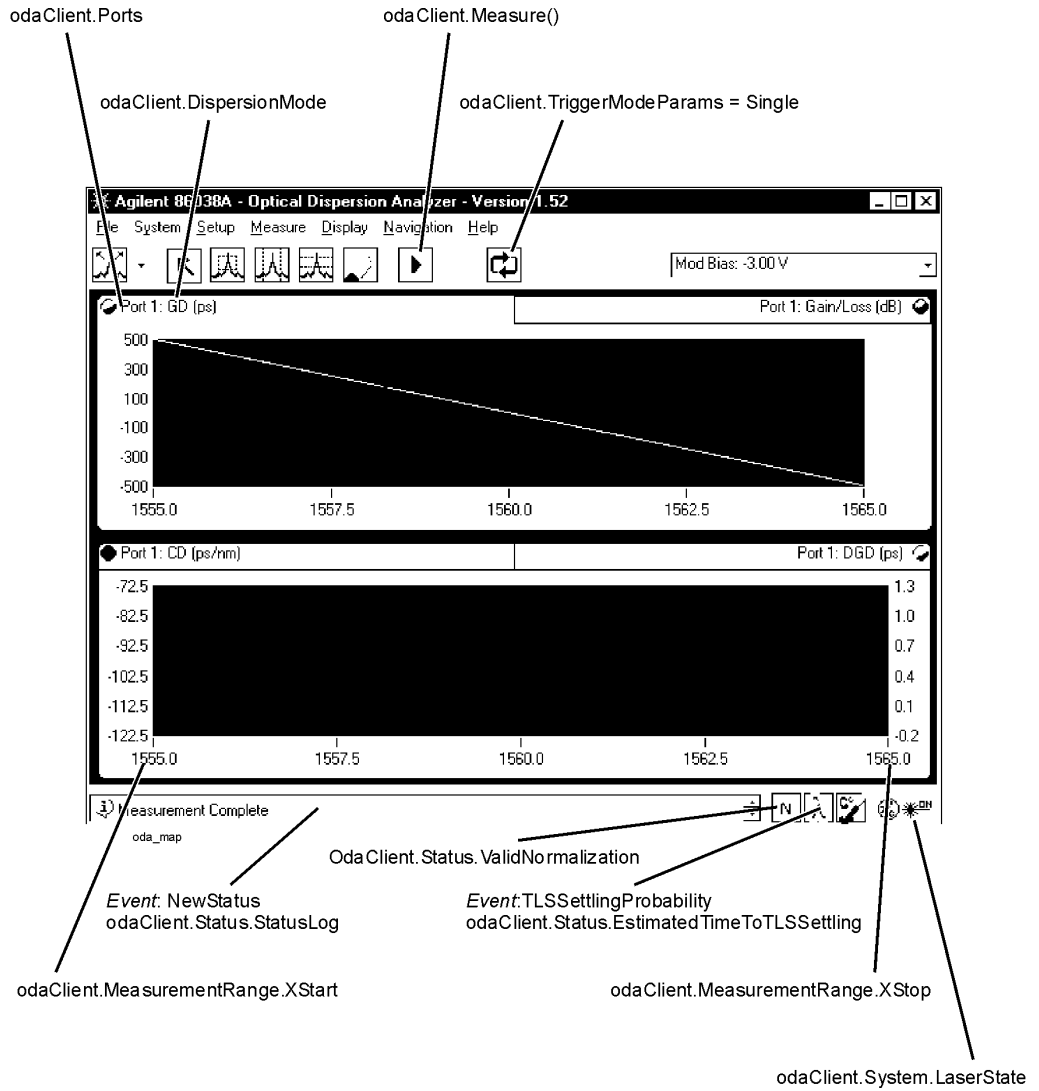 odaClient.Ports
odaClient.Measure()
odaClient.DispersionMode
odaClient.TriggerModeParams = Single
Agilent 86038A - Optical Dispersion Analyzer - Version 1.52
File System Setup Measure Display Navigation Help
Mod Bias: -3.00 V
Port 1: GD (ps)
Port 1: Gain/Loss (dB)
500
300
100
-100
-300
-500
1555.0 1557.5 1560.0 1562.5 1565.0
Port 1: CD (ps/nm)
Port 1: DGD (ps)
-72.5 1.3
-82.5 1.0
-92.5 0.7
-102.5 0.4
-112.5 0.1
-122.5 -0.2
1555.0 1557.5 1560.0 1562.5 1565.0
Measurement Complete
N
ON
oda_map
OdaClient.Status.ValidNormalization
Event: NewStatus
odaClient.Status.StatusLog
Event:TLSSettlingProbability
odaClient.Status.EstimatedTimeToTLSSettling
odaClient.MeasurementRange.XStart
odaClient.MeasurementRange.XStop
odaClient.System.LaserState